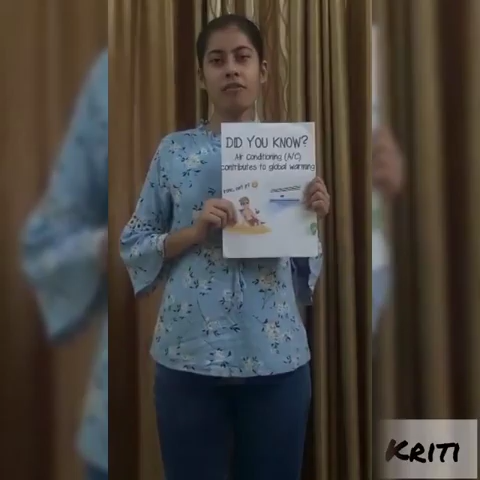 DID YOU KNOW?
Air Conditioning (A/C)
contributes to global warming
KRITI